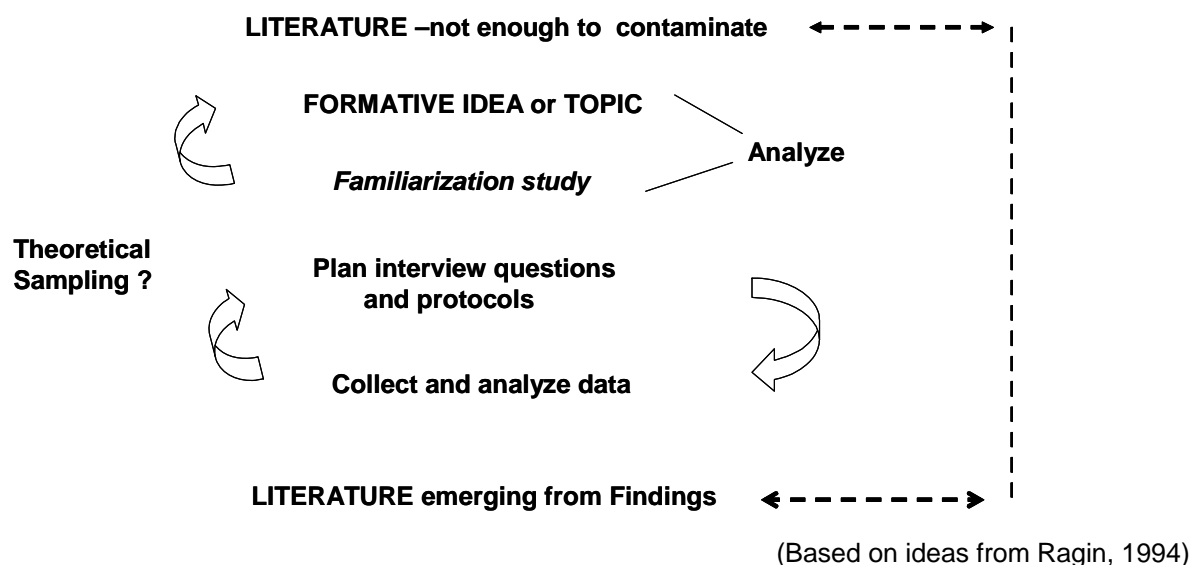 LITERATURE –not enough to contaminate
FORMATIVE IDEA or TOPIC
Analyze
Familiarization study
Theoretical
Sampling ?
Plan interview questions
and protocols
Collect and analyze data
LITERATURE emerging from Findings
(Based on ideas from Ragin, 1994)